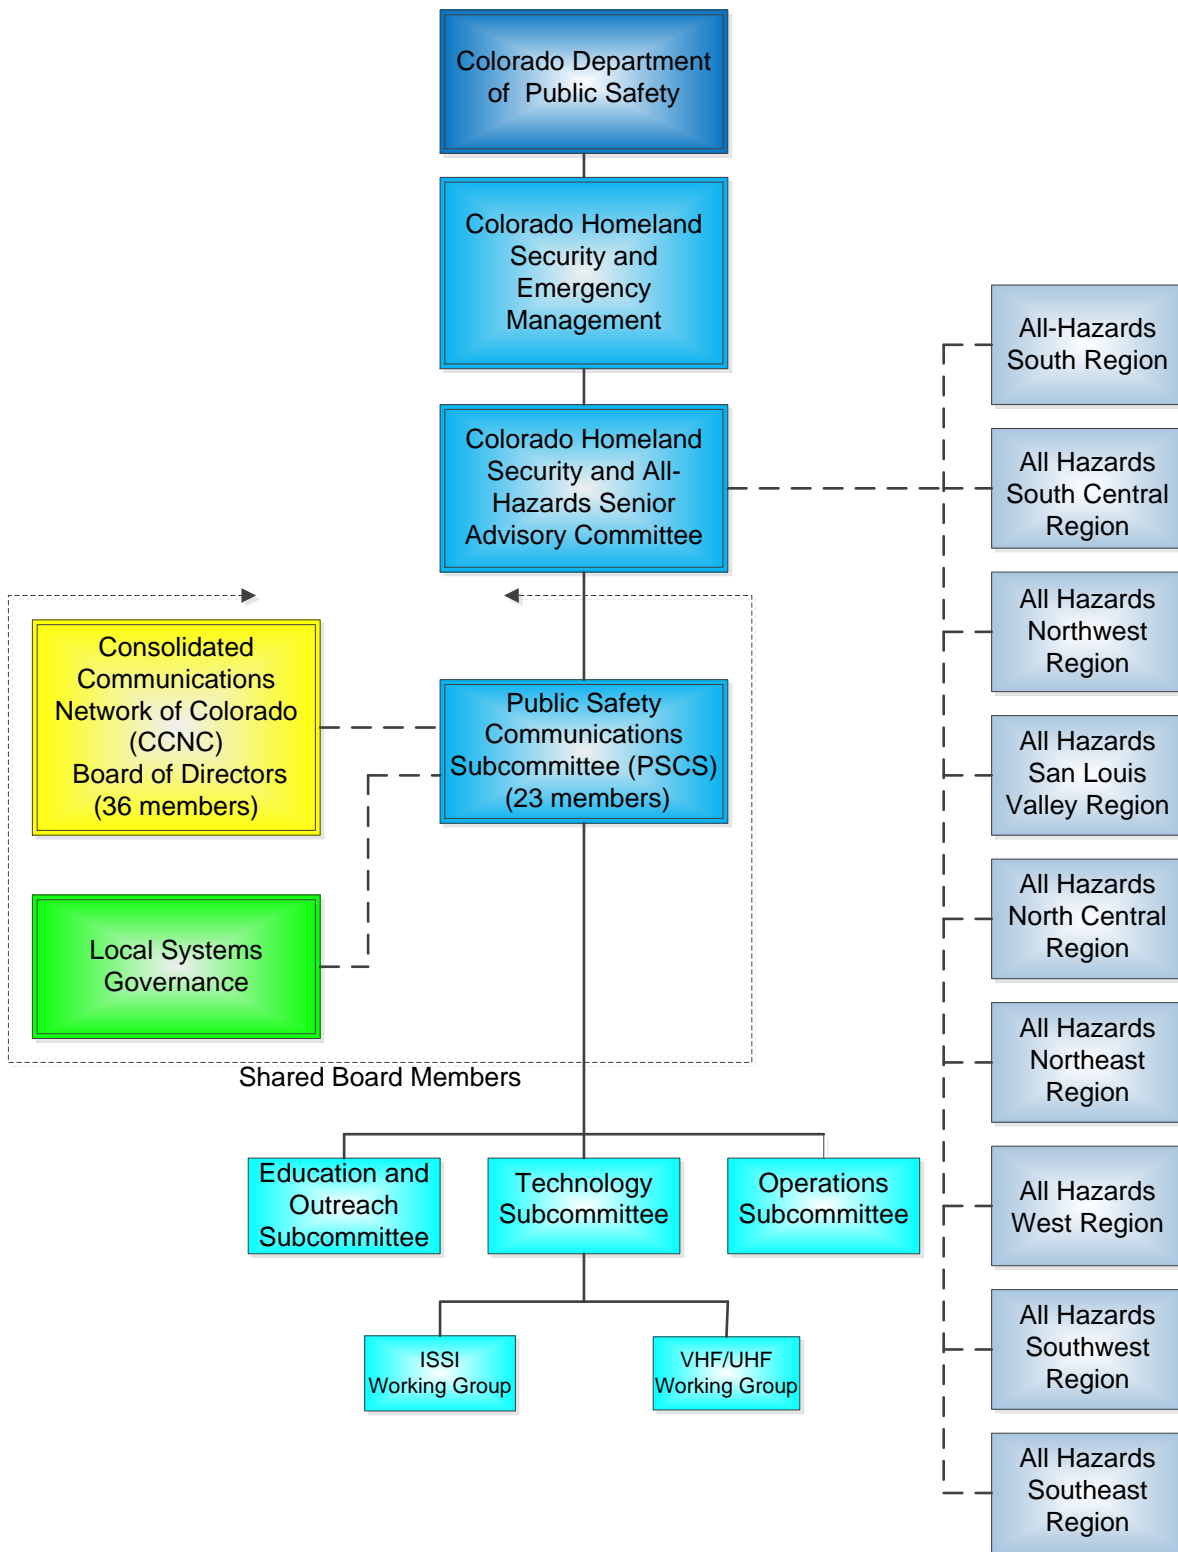 Colorado Department
of  Public Safety
Colorado Homeland
Security and
Emergency
Management
Colorado Homeland
Security and All-
Hazards Senior
Advisory Committee
Consolidated
Communications
Network of Colorado
(CCNC)
Board of Directors
(36 members)
Public Safety
Communications
Subcommittee (PSCS)
(23 members)
Local Systems
Governance
Shared Board Members
Education and
Outreach
Subcommittee
Technology
Subcommittee
Operations
Subcommittee
ISSI
Working Group
VHF/UHF
Working Group
All-Hazards
South Region
All Hazards
South Central
Region
All Hazards
Northwest
Region
All Hazards
San Louis
Valley Region
All Hazards
North Central
Region
All Hazards
Northeast
Region
All Hazards
West Region
All Hazards
Southwest
Region
All Hazards
Southeast
Region